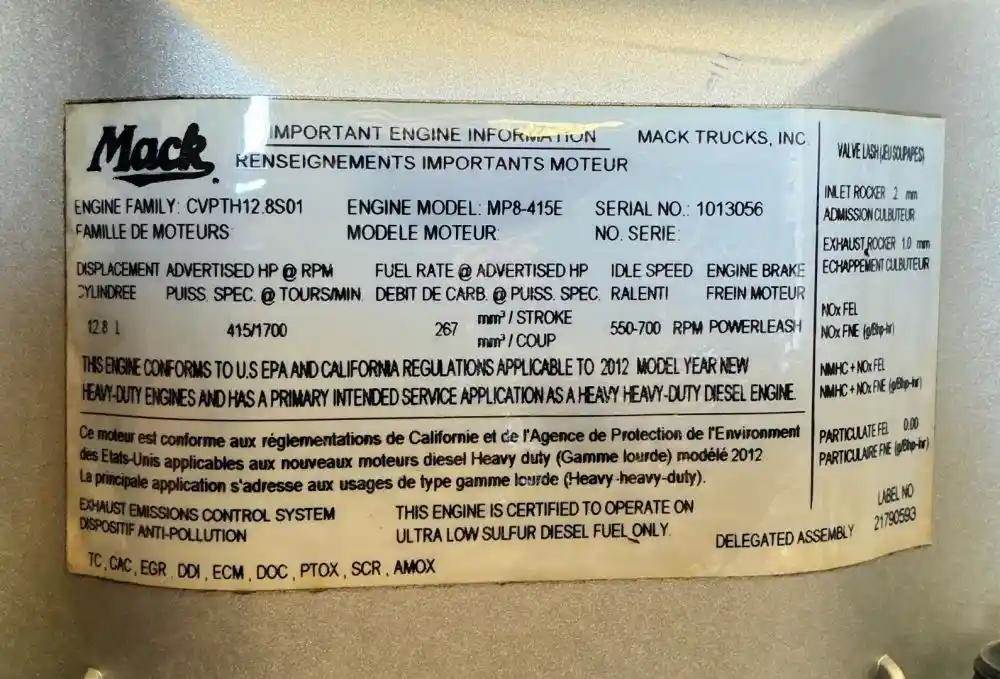 Mack
IMPORTANT ENGINE INFORMATION MACK TRUCKS, INC
RENSEIGNEMENTS IMPORTANTS MOTEUR
ENGINE FAMILY: CVPTH12.8S01 ENGINE MODEL: MP8-415E SERIAL NO.: 1013056
FAMILLE DE MOTEURS: MODELE MOTEUR: NO. SERIE:
DISPLACEMENT ADVERTISED HP @ RPM FUEL RATE @ ADVERTISED HP IDLE SPEED ENGINE BRAKE
CYLINDREE PUISS. SPEC. @ TOURS/MIN. DEBIT DE CARB. @ PUISS. SPEC. RALENTI FREIN MOTEUR
12.8 L 415/1700 267 mm³ / STROKE 550-700 RPM POWERLEASH
mm³ / COUP
THIS ENGINE CONFORMS TO U.S EPA AND CALIFORNIA REGULATIONS APPLICABLE TO 2012 MODEL YEAR NEW
HEAVY-DUTY ENGINES AND HAS A PRIMARY INTENDED SERVICE APPLICATION AS A HEAVY HEAVY-DUTY DIESEL ENGINE.
Ce moteur est conforme aux réglementations de Californie et de l'Agence de Protection de l'Environment
des Etats-Unis applicables aux nouveaux moteurs diesel Heavy duty (Gamme lourde) modélé 2012
La principale application s'adresse aux usages de type gamme lourde (Heavy-heavy-duty).
EXHAUST EMISSIONS CONTROL SYSTEM THIS ENGINE IS CERTIFIED TO OPERATE ON
DISPOSITIF ANTI-POLLUTION ULTRA LOW SULFUR DIESEL FUEL ONLY.
DELEGATED ASSEMBLY
TC, CAC, EGR, DDI, ECM, DOC, PTOX, SCR, AMOX
VALVE LASH (JEU SOUPAPES)
INLET ROCKER 2 mm
ADMISSION CULBUTEUR
EXHAUST ROCKER 1.0 mm
ECHAPPEMENT CULBUTEUR
NOx FEL
NOx FNE (g/Bhp-hr)
NMHC + NOx FEL
NMHC + NOx FNE (g/Bhp-hr)
PARTICULATE FEL 0.00
PARTICULAIRE FNE (g/Bhp-hr)
LABEL NO
21790593